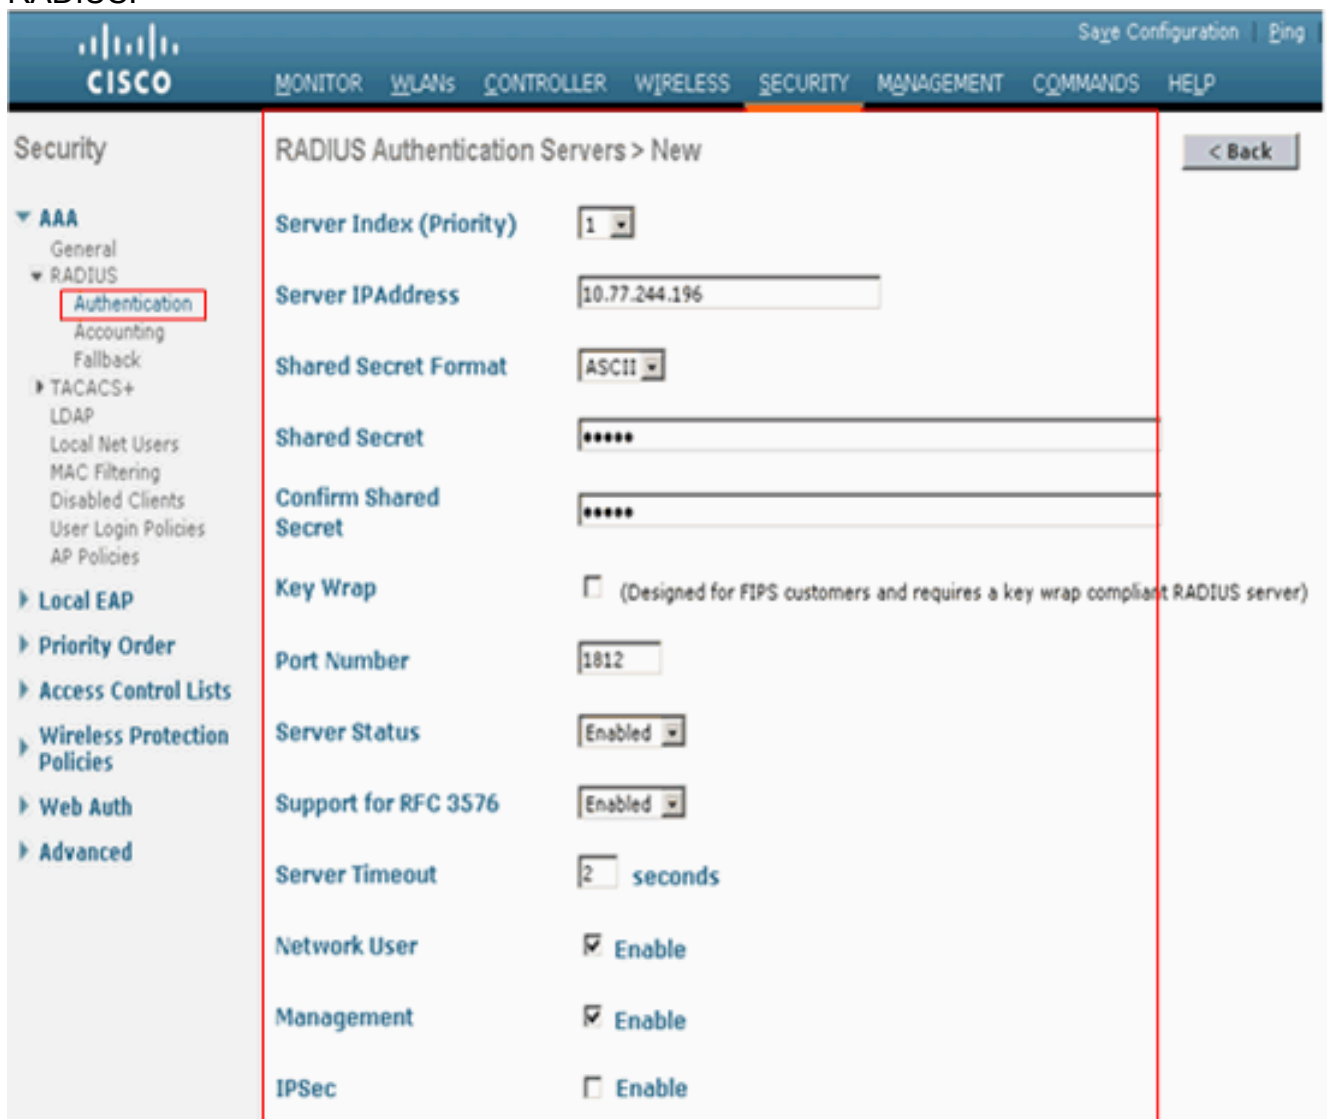 RADIUS.
Save Configuration | Ping
CISCO
MONITOR WLANs CONTROLLER WIRELESS SECURITY MANAGEMENT COMMANDS HELP
Security
AAA
General
RADIUS
Authentication
Accounting
Fallback
TACACS+
LDAP
Local Net Users
MAC Filtering
Disabled Clients
User Login Policies
AP Policies
Local EAP
Priority Order
Access Control Lists
Wireless Protection
Policies
Web Auth
Advanced
RADIUS Authentication Servers > New
< Back
Server Index (Priority) 1
Server IPAddress 10.77.244.196
Shared Secret Format ASCII
Shared Secret •••••
Confirm Shared
Secret •••••
Key Wrap (Designed for FIPS customers and requires a key wrap compliant RADIUS server)
Port Number 1812
Server Status Enabled
Support for RFC 3576 Enabled
Server Timeout 2 seconds
Network User Enable
Management Enable
IPSec Enable